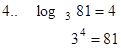 4.. log ₃ 81 = 4
3⁴ = 81